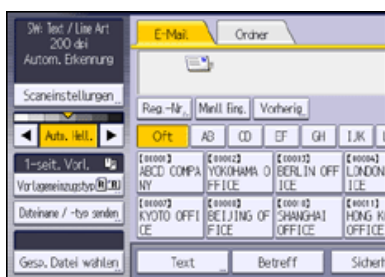 SW: Text / Line Art
200 dpi
Autom. Erkennung
Scaneinstellungen
Auto. Hell.
1-seit. Vorl.
Vorlageneinzugstyp
Dateiname / -typ senden
Gesp. Datei wählen
E-Mail
Ordner
Reg.-Nr.
Manll Eing.
Vorherig
Oft
AB
CD
EF
GH
IJK
[00001]
ABCD COMPA
NY
[00002]
YOKOHAMA O
FFICE
[00003]
BERLIN OFF
ICE
[00004]
LONDON
ICE
[00007]
KYOTO OFFI
CE
[00008]
BEIJING OF
FICE
SHANGHAI
OFFICE
HONG K
OFFICE
Text
Betreff
Sicherh